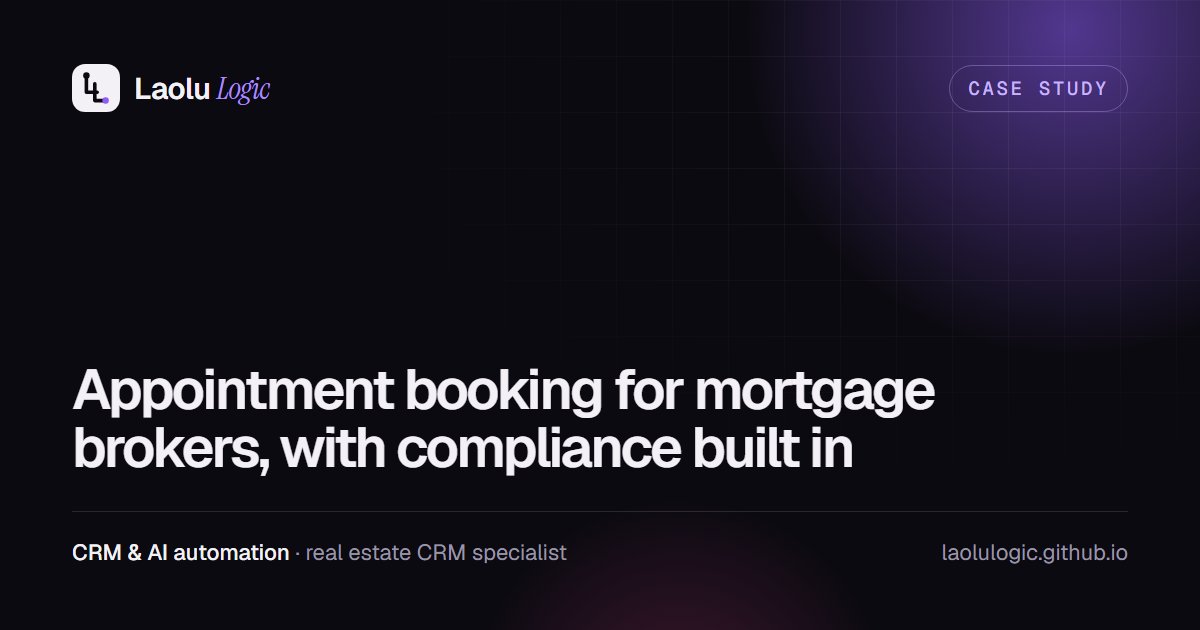 Laolu Logic
CASE STUDY
Appointment booking for mortgage
brokers, with compliance built in
CRM & AI automation · real estate CRM specialist
laolulogic.github.io